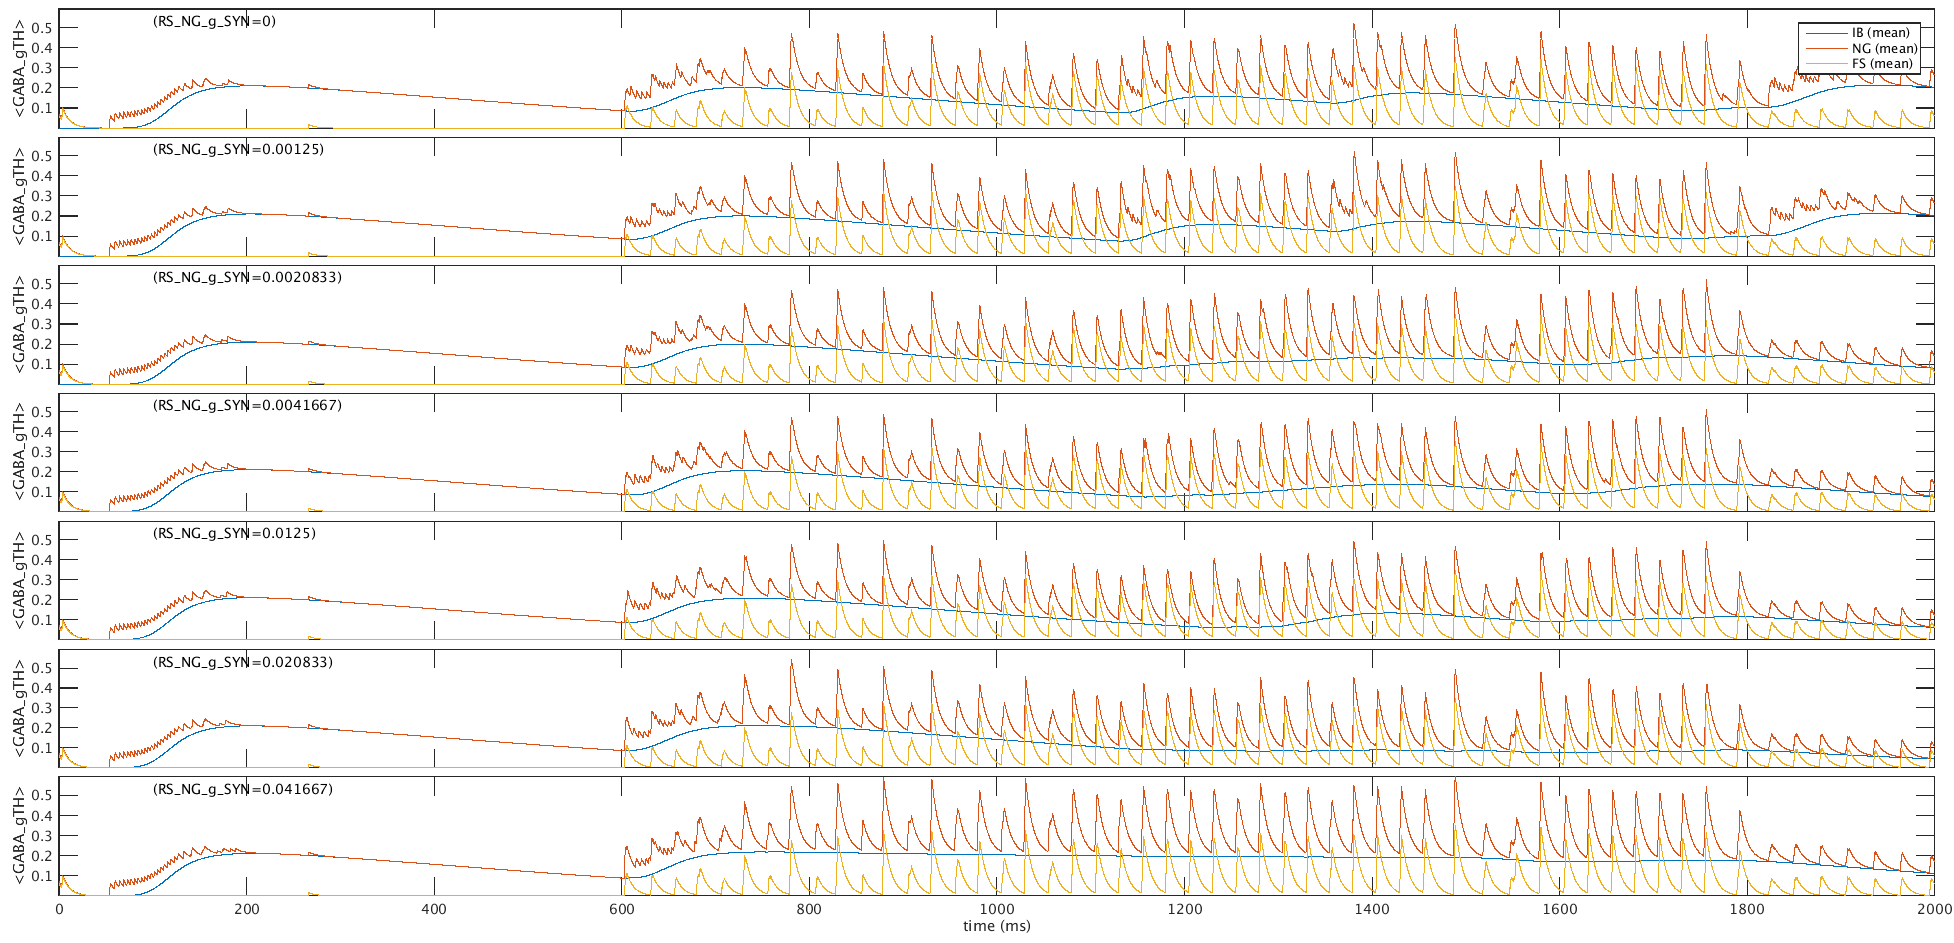 (RS_NG_g_SYN=0)
<GABA_gTH>
0.5
0.4
0.3
0.2
0.1
IB (mean)
NG (mean)
FS (mean)
(RS_NG_g_SYN=0.00125)
<GABA_gTH>
0.5
0.4
0.3
0.2
0.1
(RS_NG_g_SYN=0.0020833)
<GABA_gTH>
0.5
0.4
0.3
0.2
0.1
(RS_NG_g_SYN=0.0041667)
<GABA_gTH>
0.5
0.4
0.3
0.2
0.1
(RS_NG_g_SYN=0.0125)
<GABA_gTH>
0.5
0.4
0.3
0.2
0.1
(RS_NG_g_SYN=0.020833)
<GABA_gTH>
0.5
0.4
0.3
0.2
0.1
(RS_NG_g_SYN=0.041667)
<GABA_gTH>
0.5
0.4
0.3
0.2
0.1
0 200 400 600 800 1000 1200 1400 1600 1800 2000
time (ms)